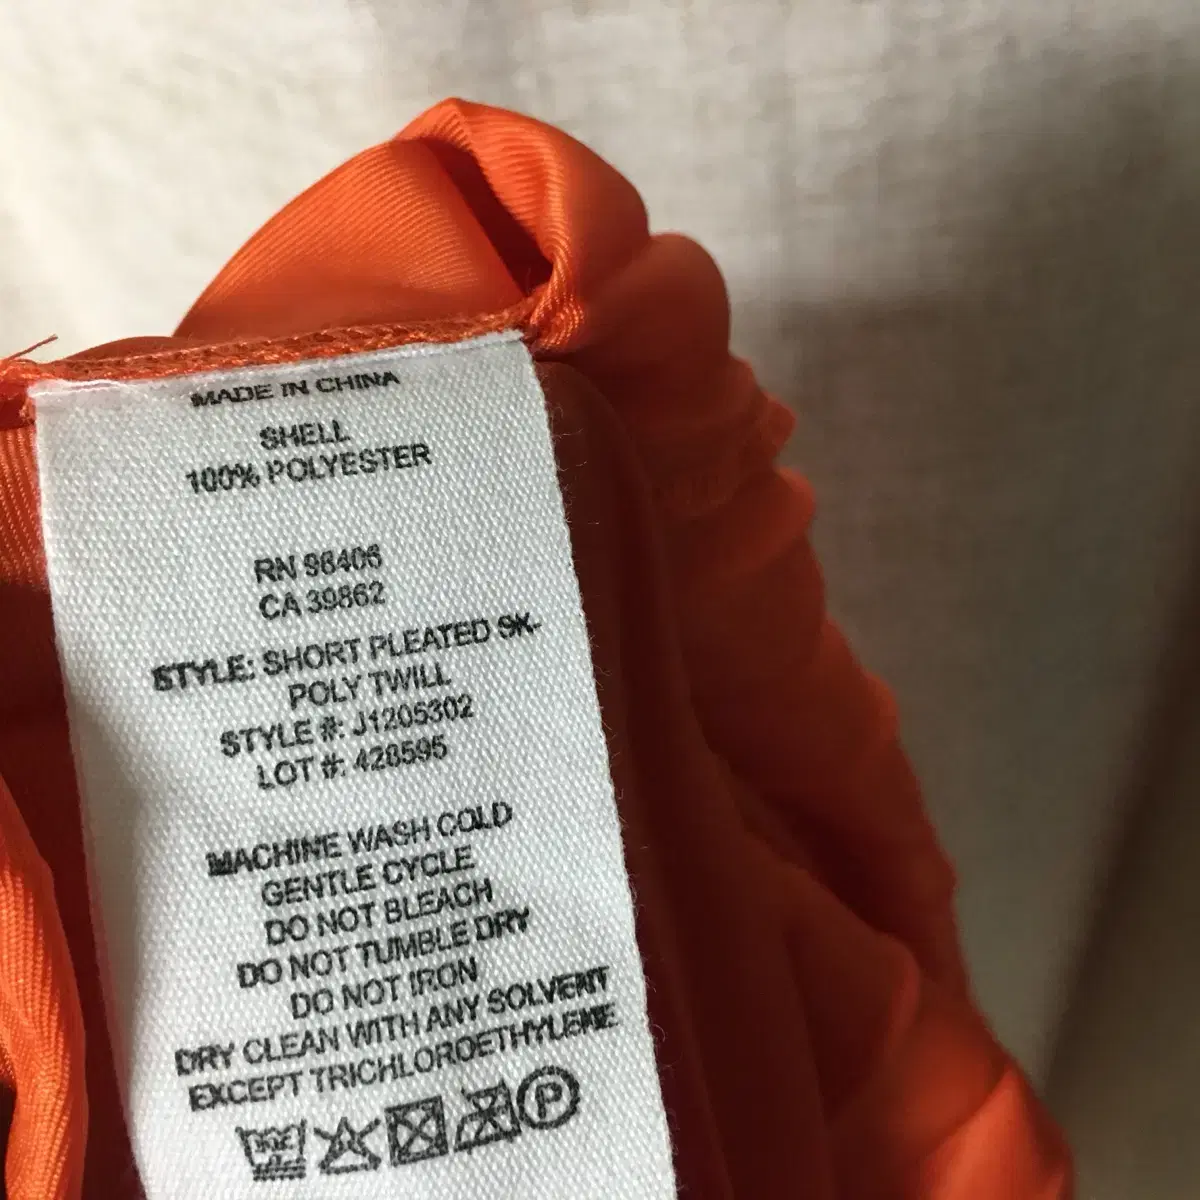 MADE IN CHINA
SHELL
100% POLYESTER
RN 98406
CA 39862
STYLE: SHORT PLEATED SK-
POLY TWILL
STYLE #: J1205302
LOT #: 428595
MACHINE WASH COLD
GENTLE CYCLE
DO NOT BLEACH
DO NOT TUMBLE DRY
DO NOT IRON
DRY CLEAN WITH ANY SOLVENT
EXCEPT TRICHLOROETHYLENE
P